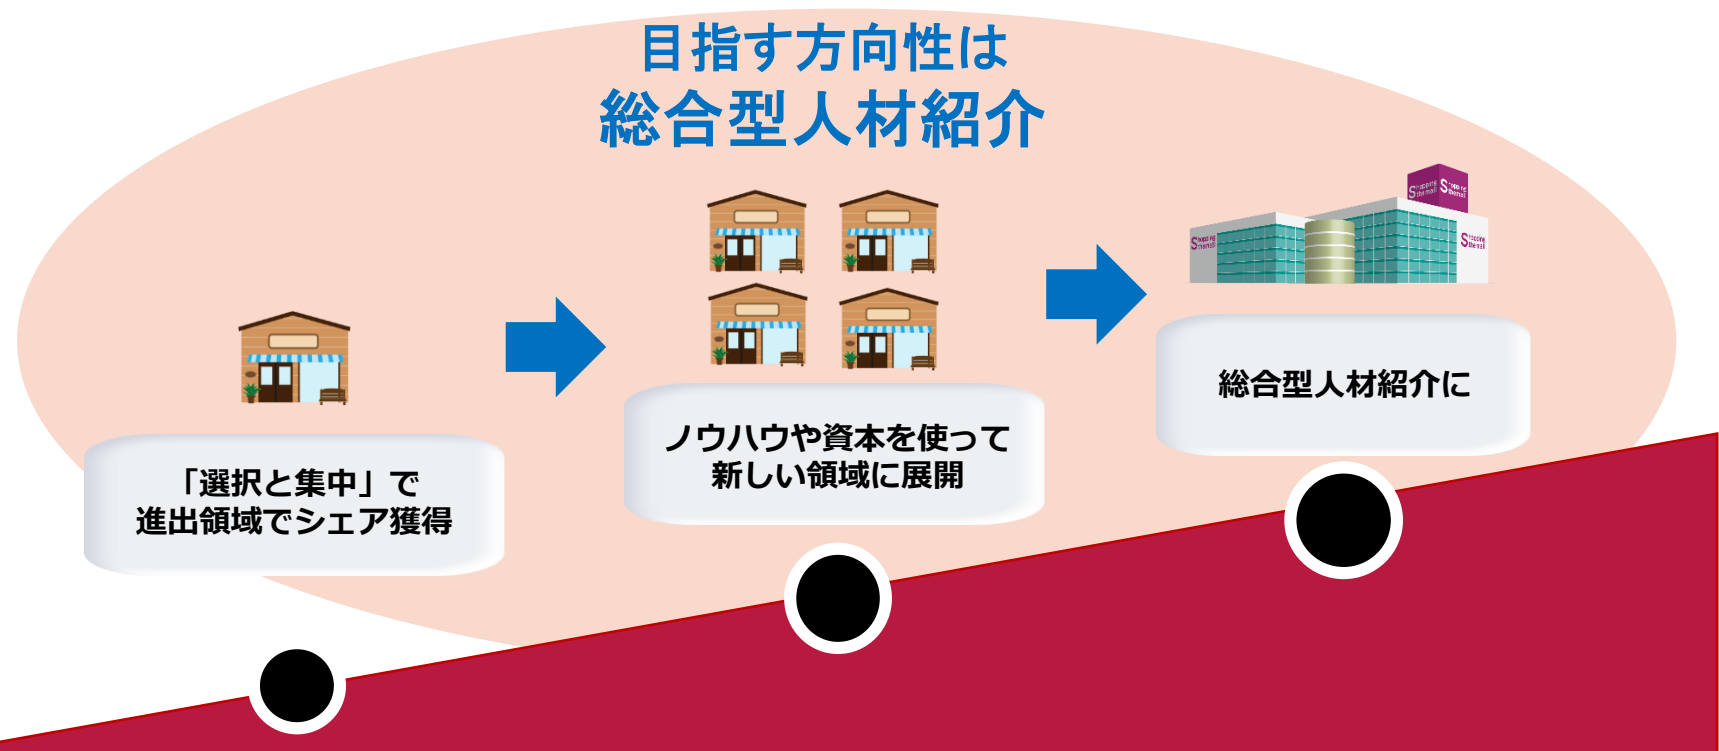 目指す方向性は
総合型人材紹介
「選択と集中」で
進出領域でシェア獲得
ノウハウや資本を使って
新しい領域に展開
総合型人材紹介に